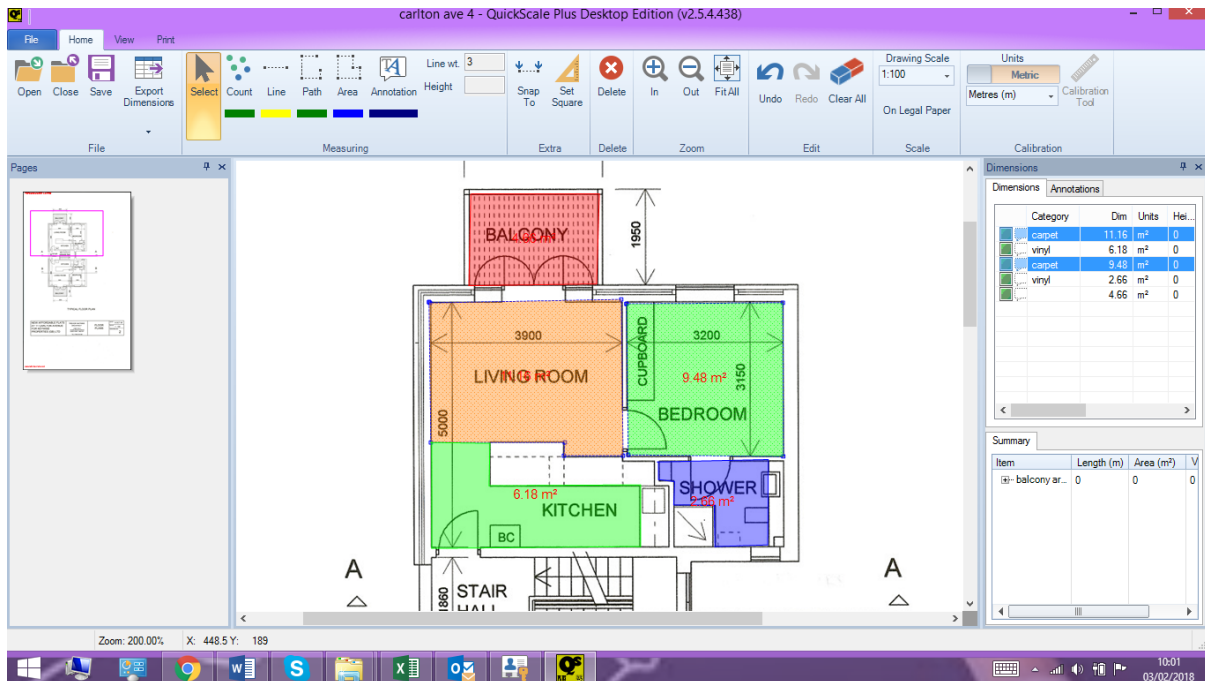 carlton ave 4 - QuickScale Plus Desktop Edition (v2.5.4.438)
File Home View Print
Open Close Save Export Dimensions
Select Count Line Path Area Annotation
Line wt. 3
Height
Snap To Set Square
Delete
In Out Fit All
Undo Redo Clear All
Drawing Scale
1:100
On Legal Paper
Units
Metric
Metres (m)
Calibration Tool
File Measuring Extra Delete Zoom Edit Scale Calibration
Pages
BALCONY
1950
3900
3200
CUPBOARD
LIVING ROOM
9.48 m²
3150
BEDROOM
5000
SHOWER
6.18 m²
2.66 m²
KITCHEN
BC
A
A
1860
STAIR
HALL
Dimensions
Dimensions Annotations
Category Dim Units Hei...
carpet 11.16 m² 0
vinyl 6.18 m² 0
carpet 9.48 m² 0
vinyl 2.66 m² 0
4.66 m² 0
Summary
Item Length (m) Area (m²) V
balcony ar... 0 0 0
Zoom: 200.00% X: 448.5 Y: 189
10:01
03/02/2018